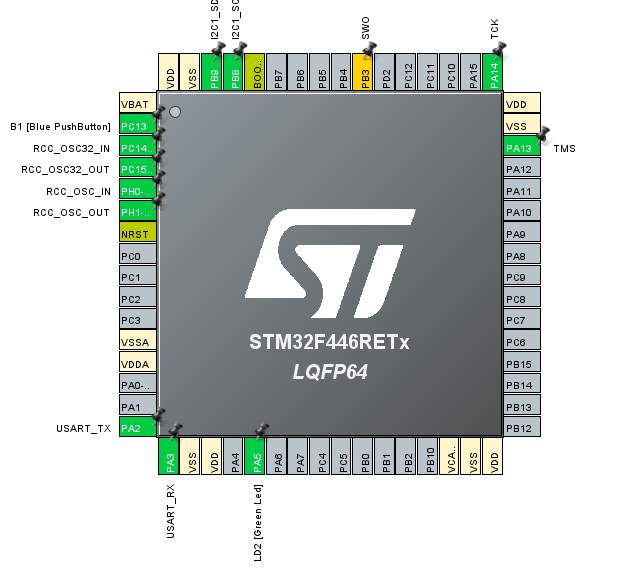 I2C1_SD
I2C1_SC
SWO
TCK
VDD
VSS
PB9
PB8
BOO..
PB7
PB6
PB5
PB4
PB3
PD2
PC12
PC11
PC10
PA15
PA14
VBAT
B1 [Blue PushButton]
PC13
RCC_OSC32_IN
PC14..
RCC_OSC32_OUT
PC15..
RCC_OSC_IN
PH0-..
RCC_OSC_OUT
PH1-..
NRST
PC0
PC1
PC2
PC3
VSSA
VDDA
PA0-..
PA1
USART_TX
PA2
VDD
VSS
PA13
TMS
PA12
PA11
PA10
PA9
PA8
PC9
PC8
PC7
PC6
PB15
PB14
PB13
PB12
ST
STM32F446RETx
LQFP64
PA3
VSS
VDD
PA4
PA5
PA6
PA7
PC4
PC5
PB0
PB1
PB2
PB10
VCA..
VSS
VDD
USART_RX
LD2 [Green Led]